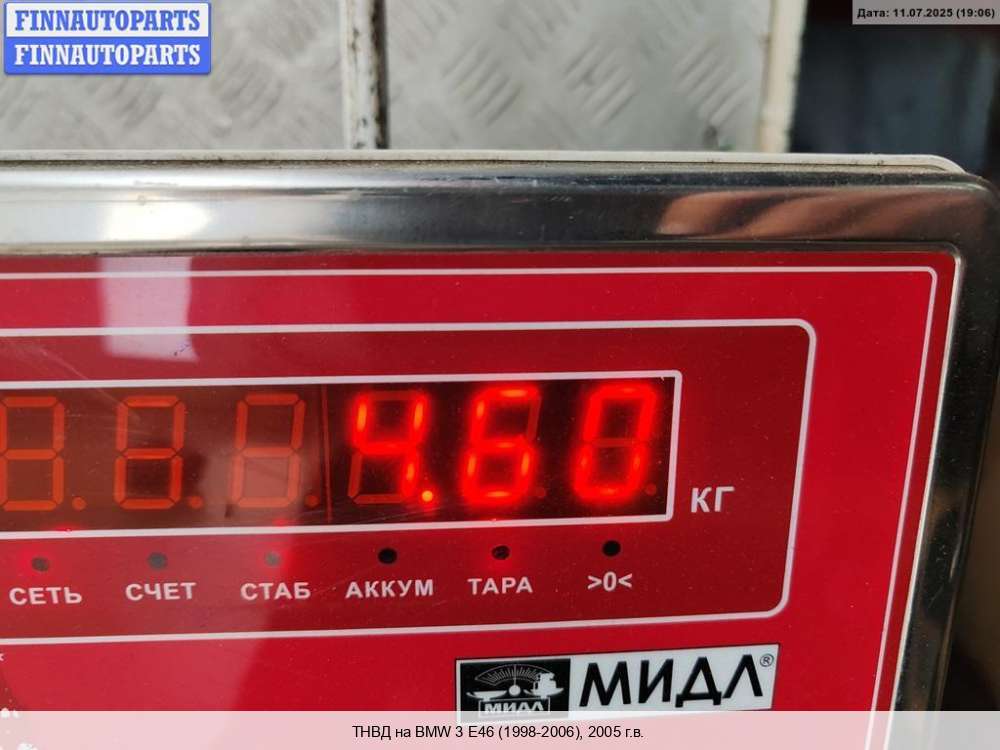 FINNAUTOPARTS
FINNAUTOPARTS
Дата: 11.07.2025 (19:06)
4.60
КГ
СЕТЬ СЧЕТ СТАБ АККУМ ТАРА >0<
МИДЛ
МИДЛ®
ТНВД на BMW 3 E46 (1998-2006), 2005 г.в.